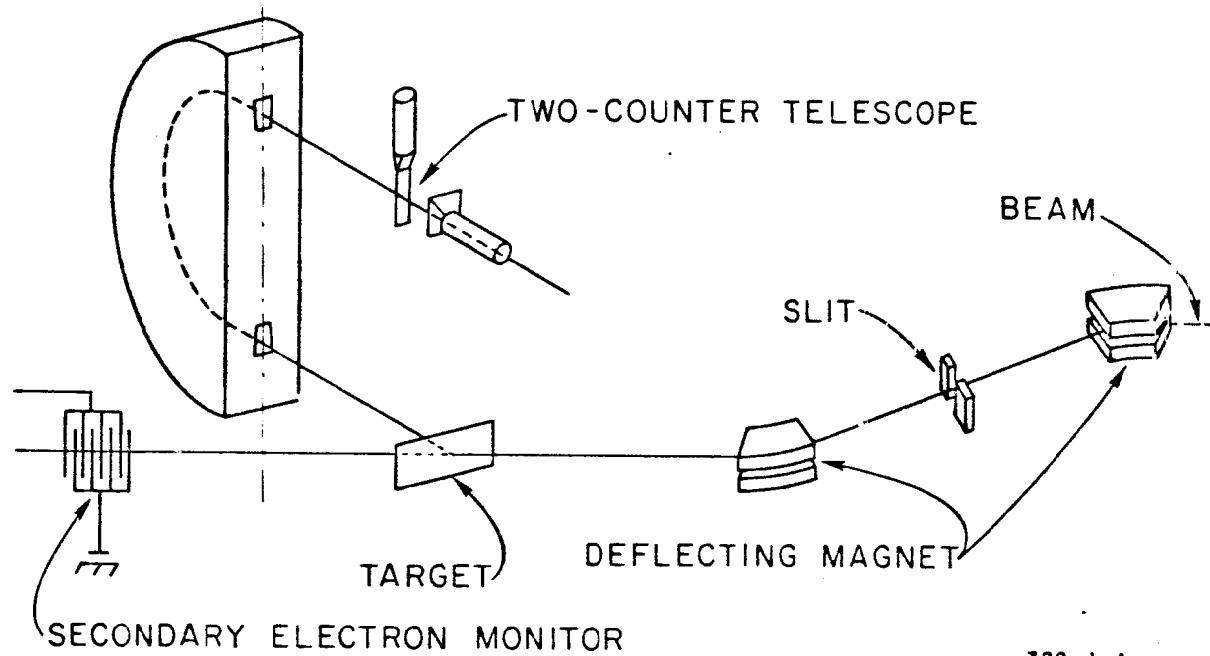 TWO-COUNTER TELESCOPE
BEAM
SLIT
DEFLECTING MAGNET
TARGET
SECONDARY ELECTRON MONITOR